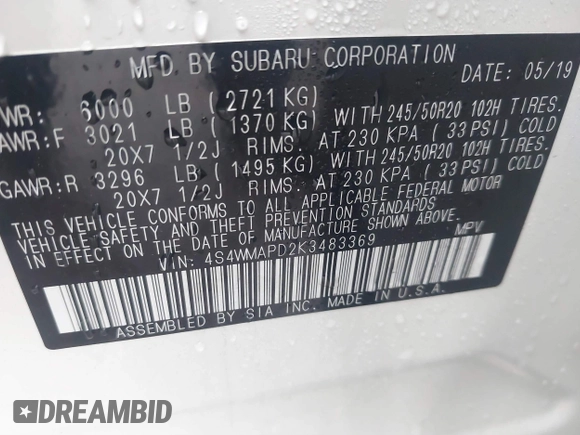 MFD BY SUBARU CORPORATION DATE: 05/19
WR: 6000 LB (2721 KG)
AWR:F 3021 LB (1370 KG) WITH 245/50R20 102H TIRES.
20X7 1/2J RIMS. AT 230 KPA (33 PSI) COLD
GAWR:R 3296 LB (1495 KG) WITH 245/50R20 102H TIRES.
20X7 1/2J RIMS. AT 230 KPA (33 PSI) COLD
THIS VEHICLE CONFORMS TO ALL APPLICABLE FEDERAL MOTOR
VEHICLE SAFETY AND THEFT PREVENTION STANDARDS
IN EFFECT ON THE DATE OF MANUFACTURE SHOWN ABOVE.
VIN: 4S4WMAPD2K3483369 MPV
ASSEMBLED BY SIA INC. MADE IN U.S.A.
DREAMBID